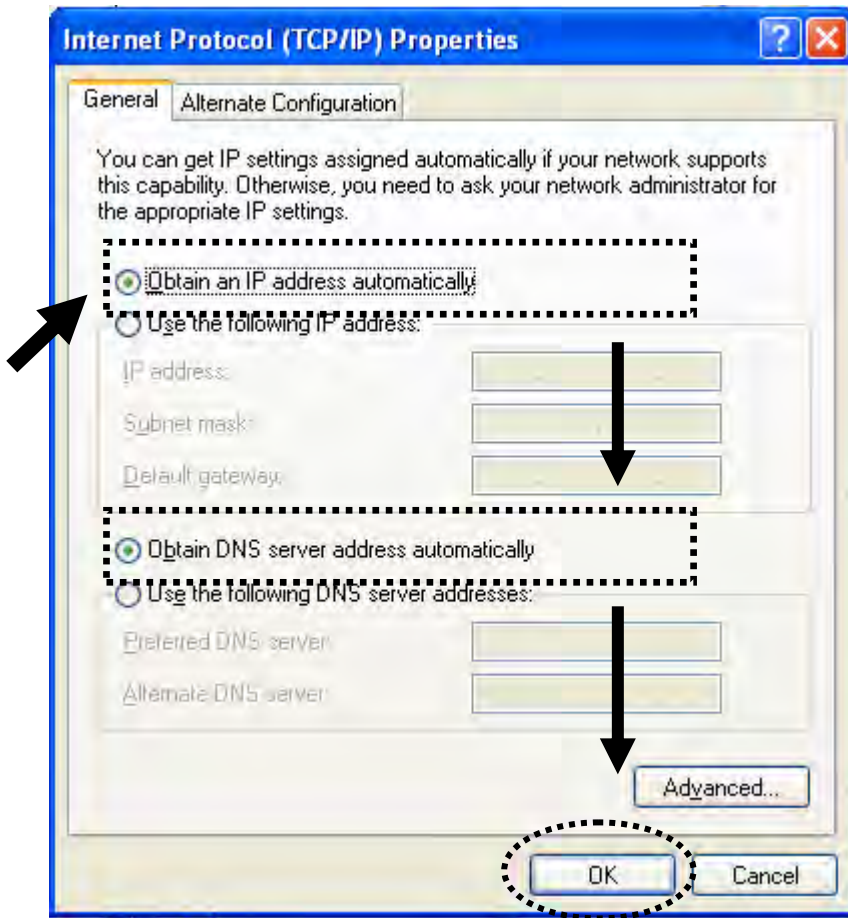 Internet Protocol (TCP/IP) Properties
General
Alternate Configuration
You can get IP settings assigned automatically if your network supports
this capability. Otherwise, you need to ask your network administrator for
the appropriate IP settings.
Obtain an IP address automatically
Use the following IP address:
IP address:
Subnet mask:
Default gateway:
Obtain DNS server address automatically
Use the following DNS server addresses:
Preferred DNS server:
Alternate DNS server:
Advanced...
OK
Cancel